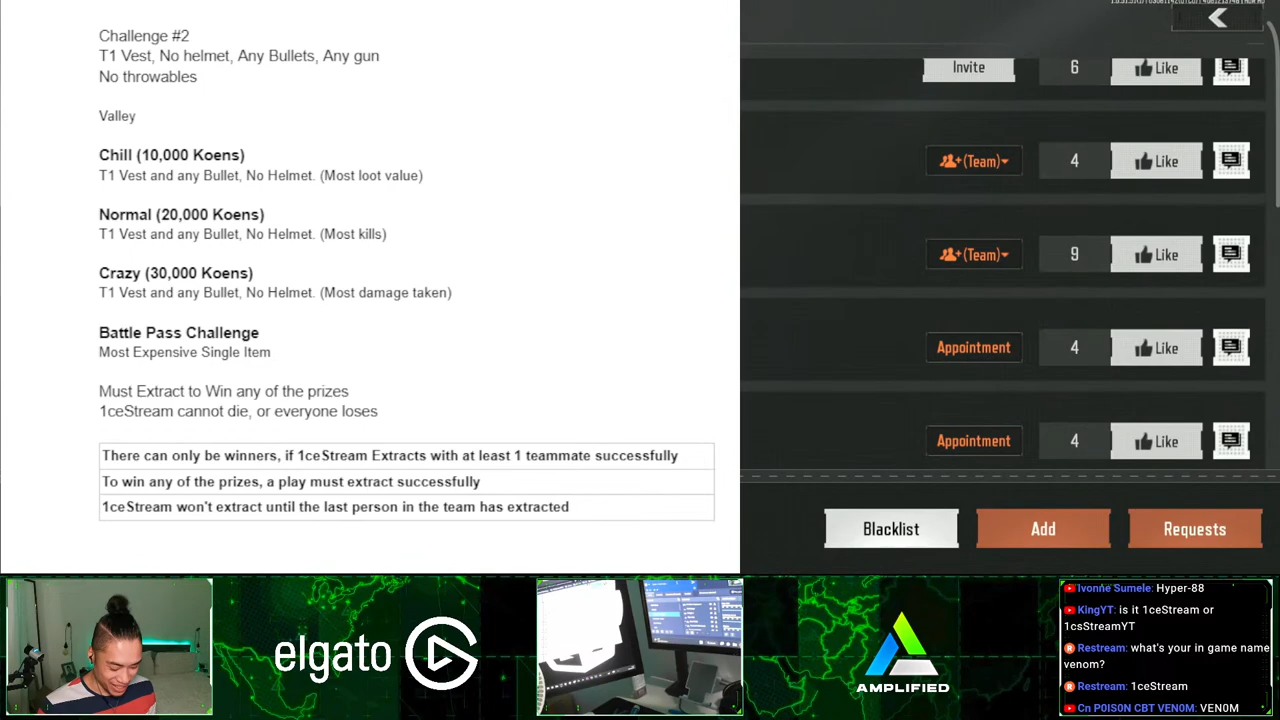 Challenge #2
T1 Vest, No helmet, Any Bullets, Any gun
No throwables
Valley
Chill (10,000 Koens)
T1 Vest and any Bullet, No Helmet. (Most loot value)
Normal (20,000 Koens)
T1 Vest and any Bullet, No Helmet. (Most kills)
Crazy (30,000 Koens)
T1 Vest and any Bullet, No Helmet. (Most damage taken)
Battle Pass Challenge
Most Expensive Single Item
Must Extract to Win any of the prizes
1ceStream cannot die, or everyone loses
There can only be winners, if 1ceStream Extracts with at least 1 teammate successfully
To win any of the prizes, a play must extract successfully
1ceStream won't extract until the last person in the team has extracted
Invite 6 Like
(Team) 4 Like
(Team) 9 Like
Appointment 4 Like
Appointment 4 Like
Blacklist Add Requests
elgato
AMPLIFIED
Ivonne Sumele: Hyper-88
KingYT: is it 1ceStream or
1csStreamYT
Restream: what's your in game name
venom?
Restream: 1ceStream
Cn P0IS0N CBT VEN0M: VEN0M